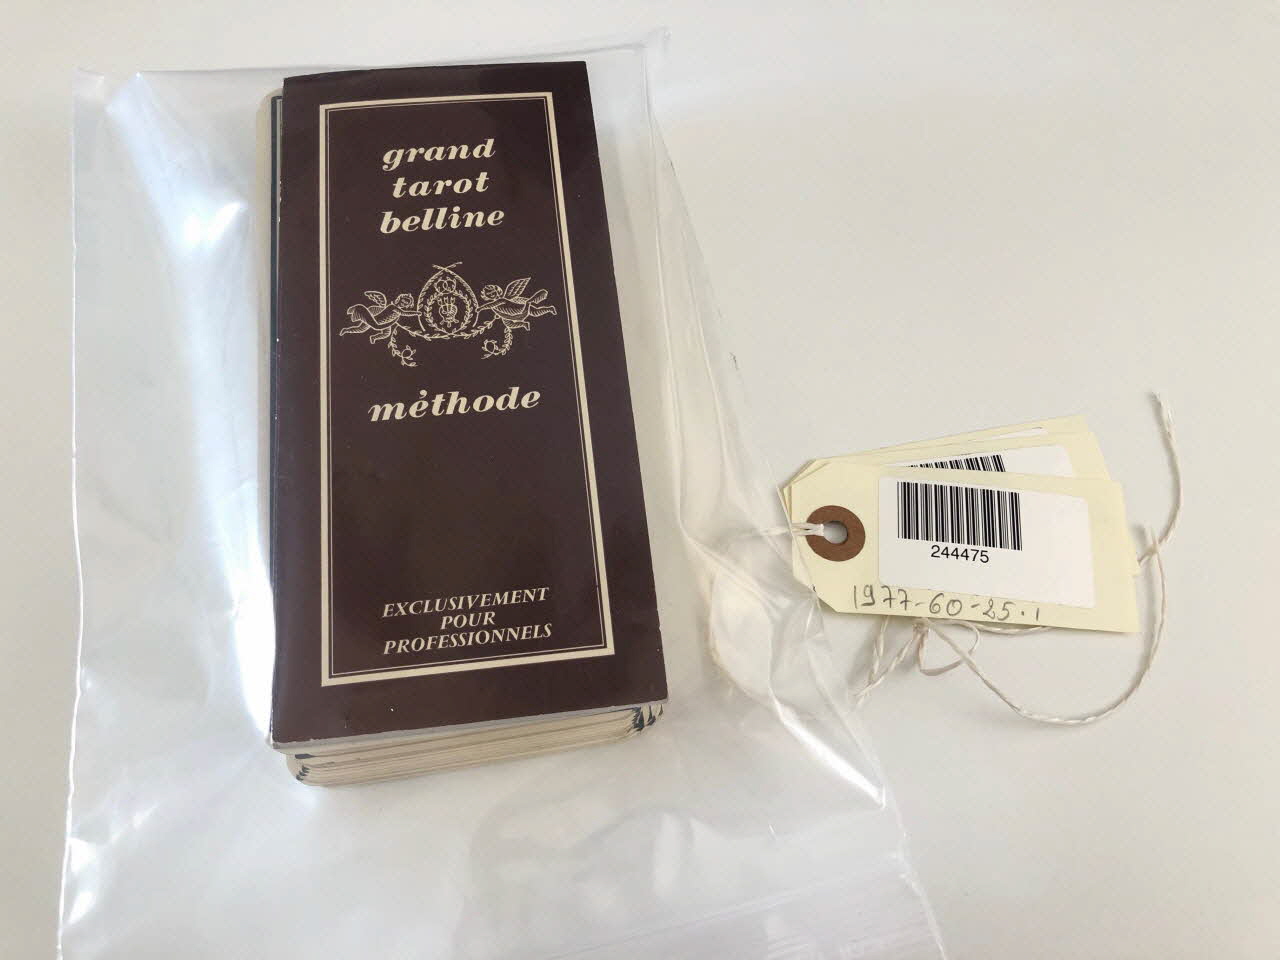 grand
tarot
belline
méthode
EXCLUSIVEMENT
POUR
PROFESSIONNELS
244475
1977-60-25.1